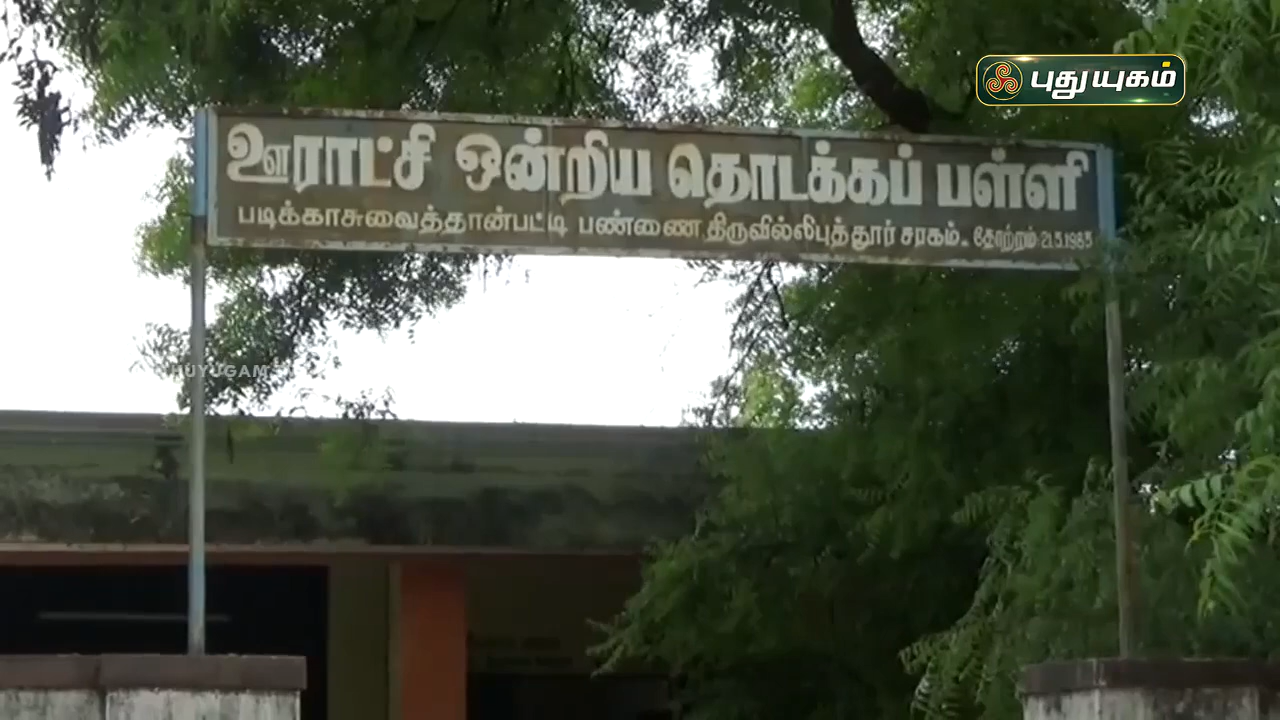 புதுயுகம்
ஊராட்சி ஒன்றிய தொடக்கப் பள்ளி
படிக்காசுவைத்தான்பட்டி பண்ணை, திருவில்லிபுத்தூர் சரகம். தோற்றம்-21.5.1985